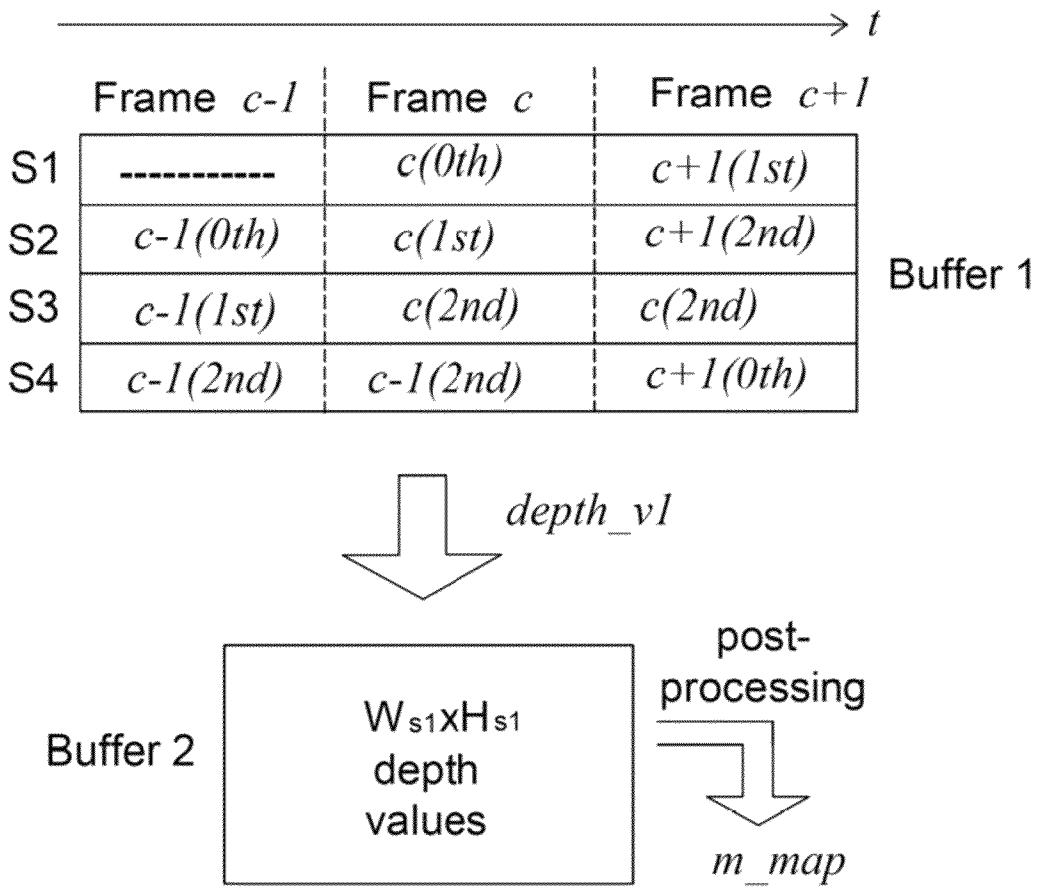 t
Frame c-1 Frame c Frame c+1
S1 ----------- c(0th) c+1(1st)
S2 c-1(0th) c(1st) c+1(2nd)
Buffer 1
S3 c-1(1st) c(2nd) c(2nd)
S4 c-1(2nd) c-1(2nd) c+1(0th)
depth_v1
post-
processing
Buffer 2
Ws1xHs1
depth
values
m_map